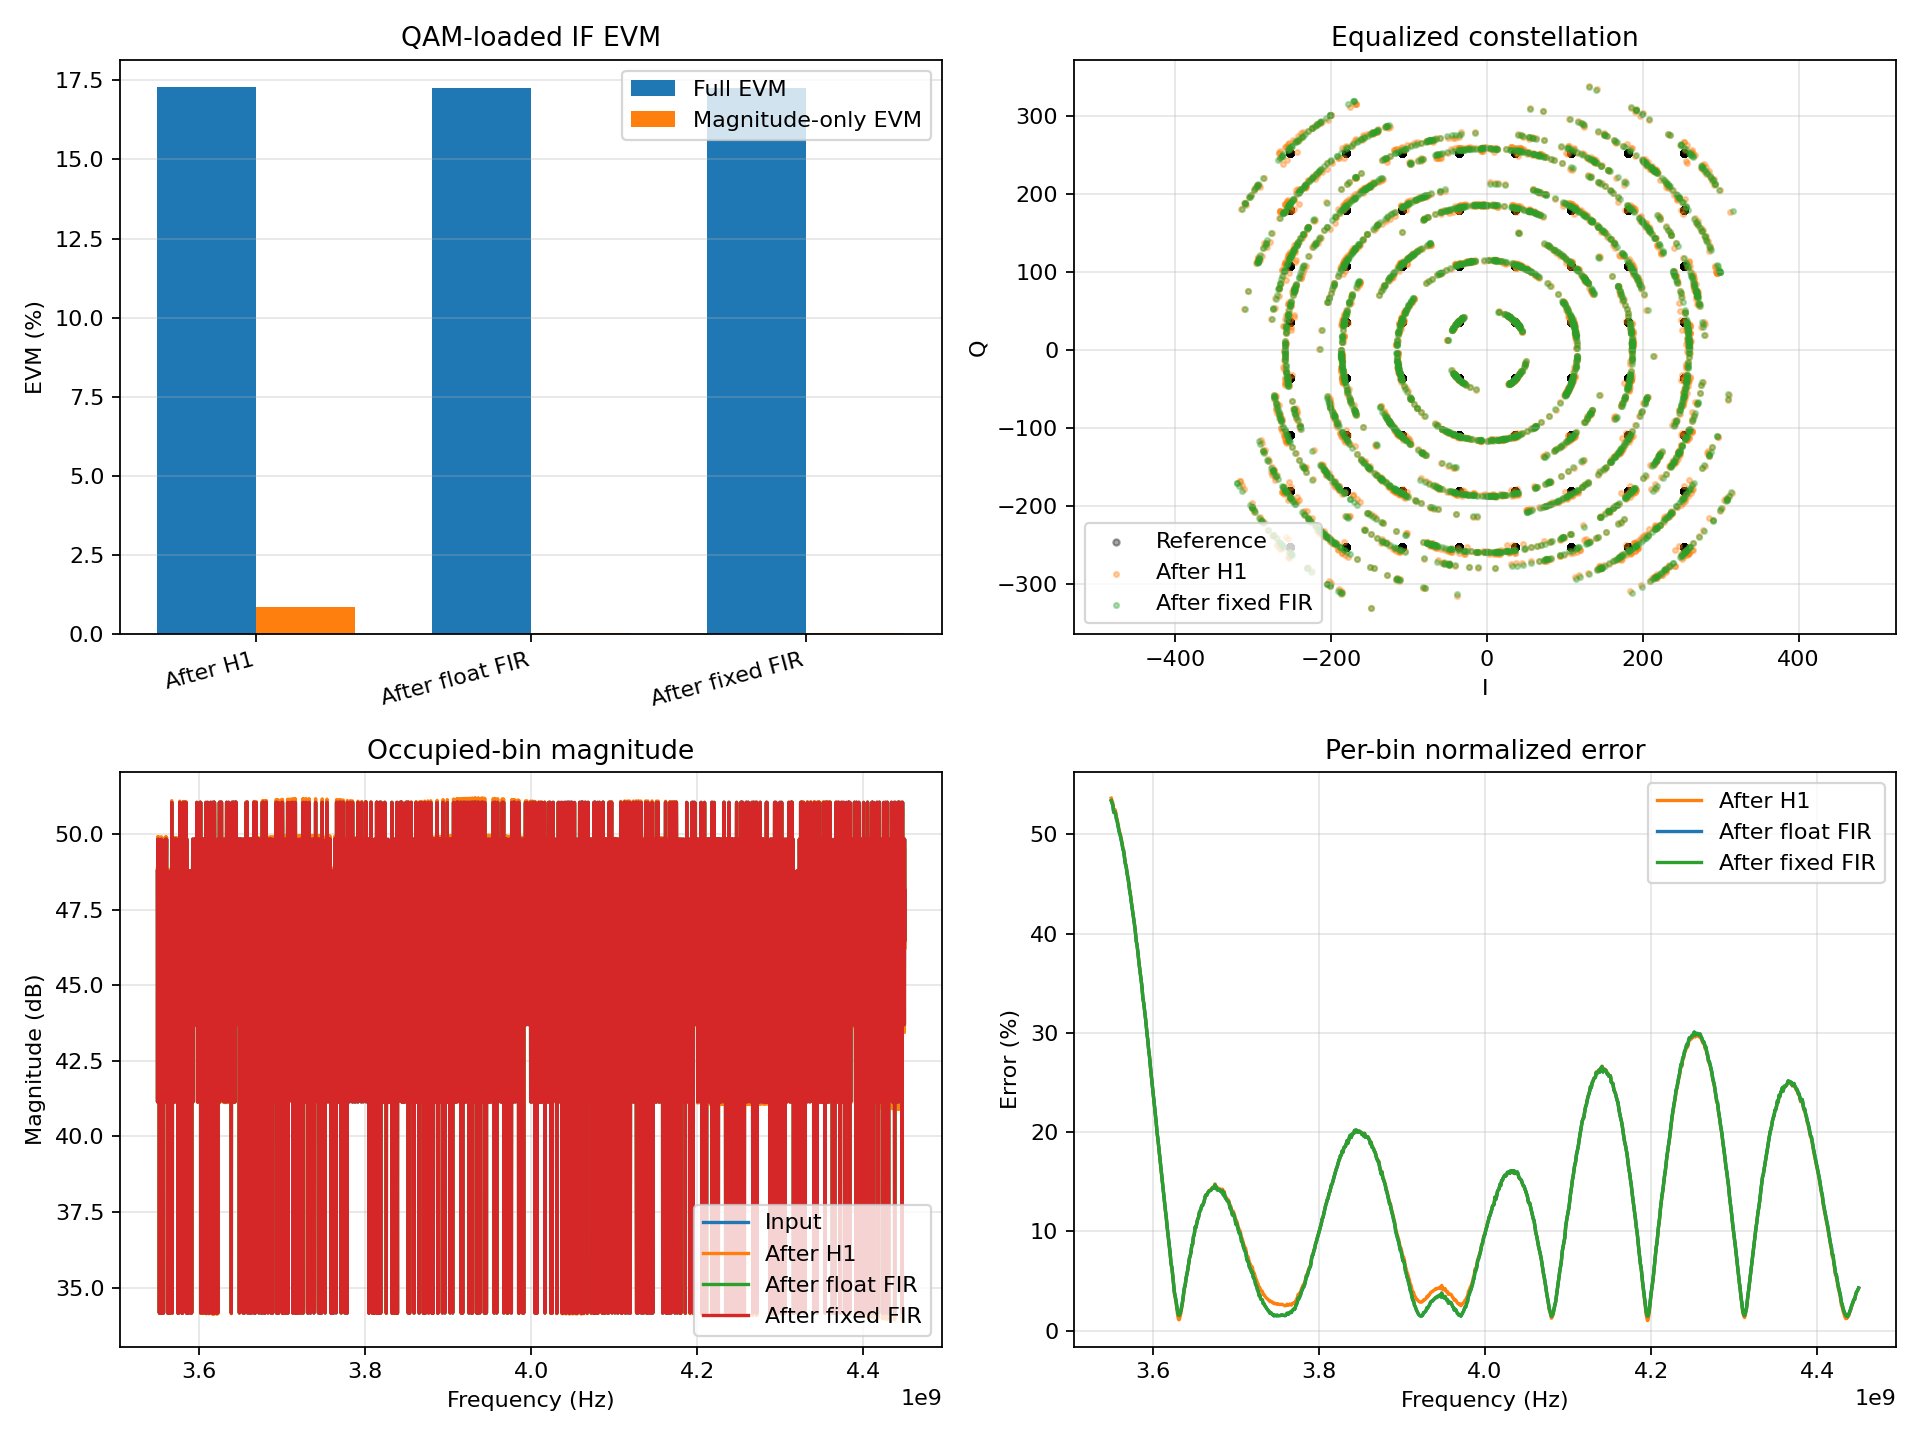 QAM-loaded IF EVM
EVM (%)
17.5
15.0
12.5
10.0
7.5
5.0
2.5
0.0
Full EVM
Magnitude-only EVM
After H1
After float FIR
After fixed FIR
Equalized constellation
Q
300
200
100
0
−100
−200
−300
Reference
After H1
After fixed FIR
−400
−200
0
200
400
I
Occupied-bin magnitude
Magnitude (dB)
50.0
47.5
45.0
42.5
40.0
37.5
35.0
Input
After H1
After float FIR
After fixed FIR
3.6
3.8
4.0
4.2
4.4
Frequency (Hz)
1e9
Per-bin normalized error
Error (%)
50
40
30
20
10
0
After H1
After float FIR
After fixed FIR
3.6
3.8
4.0
4.2
4.4
Frequency (Hz)
1e9